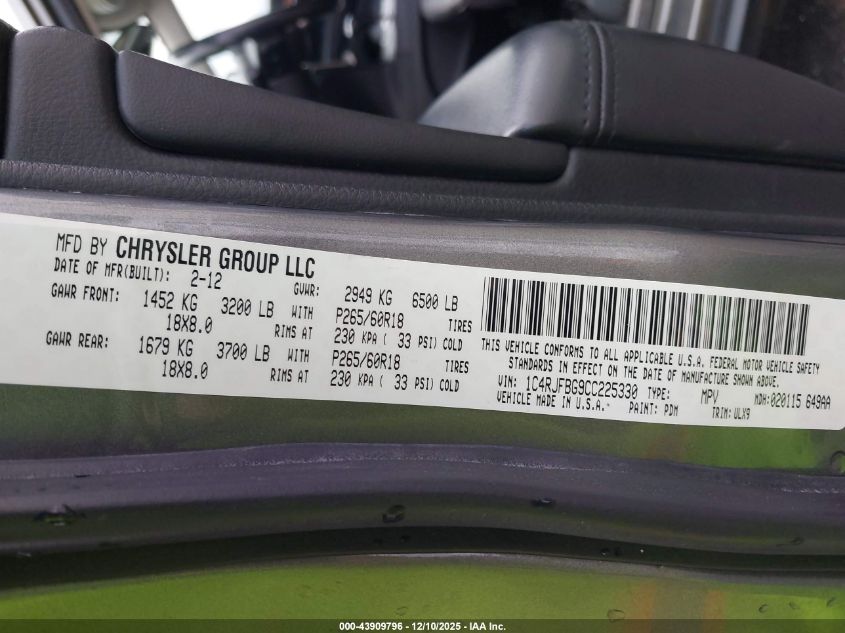 MFD BY CHRYSLER GROUP LLC
DATE OF MFR(BUILT): 2-12 GVWR: 2949 KG 6500 LB
GAWR FRONT: 1452 KG 3200 LB WITH P265/60R18 TIRES
18X8.0 RIMS AT 230 KPA ( 33 PSI) COLD
GAWR REAR: 1679 KG 3700 LB WITH P265/60R18 TIRES
18X8.0 RIMS AT 230 KPA ( 33 PSI) COLD
THIS VEHICLE CONFORMS TO ALL APPLICABLE U.S.A. FEDERAL MOTOR VEHICLE SAFETY
STANDARDS IN EFFECT ON THE DATE OF MANUFACTURE SHOWN ABOVE.
VIN: 1C4RJFBG9CC225330 TYPE: MPV MDH:020115 649AA
VEHICLE MADE IN U.S.A. PAINT: PDM TRIM: ULX9
000-43909796 - 12/10/2025 - IAA Inc.